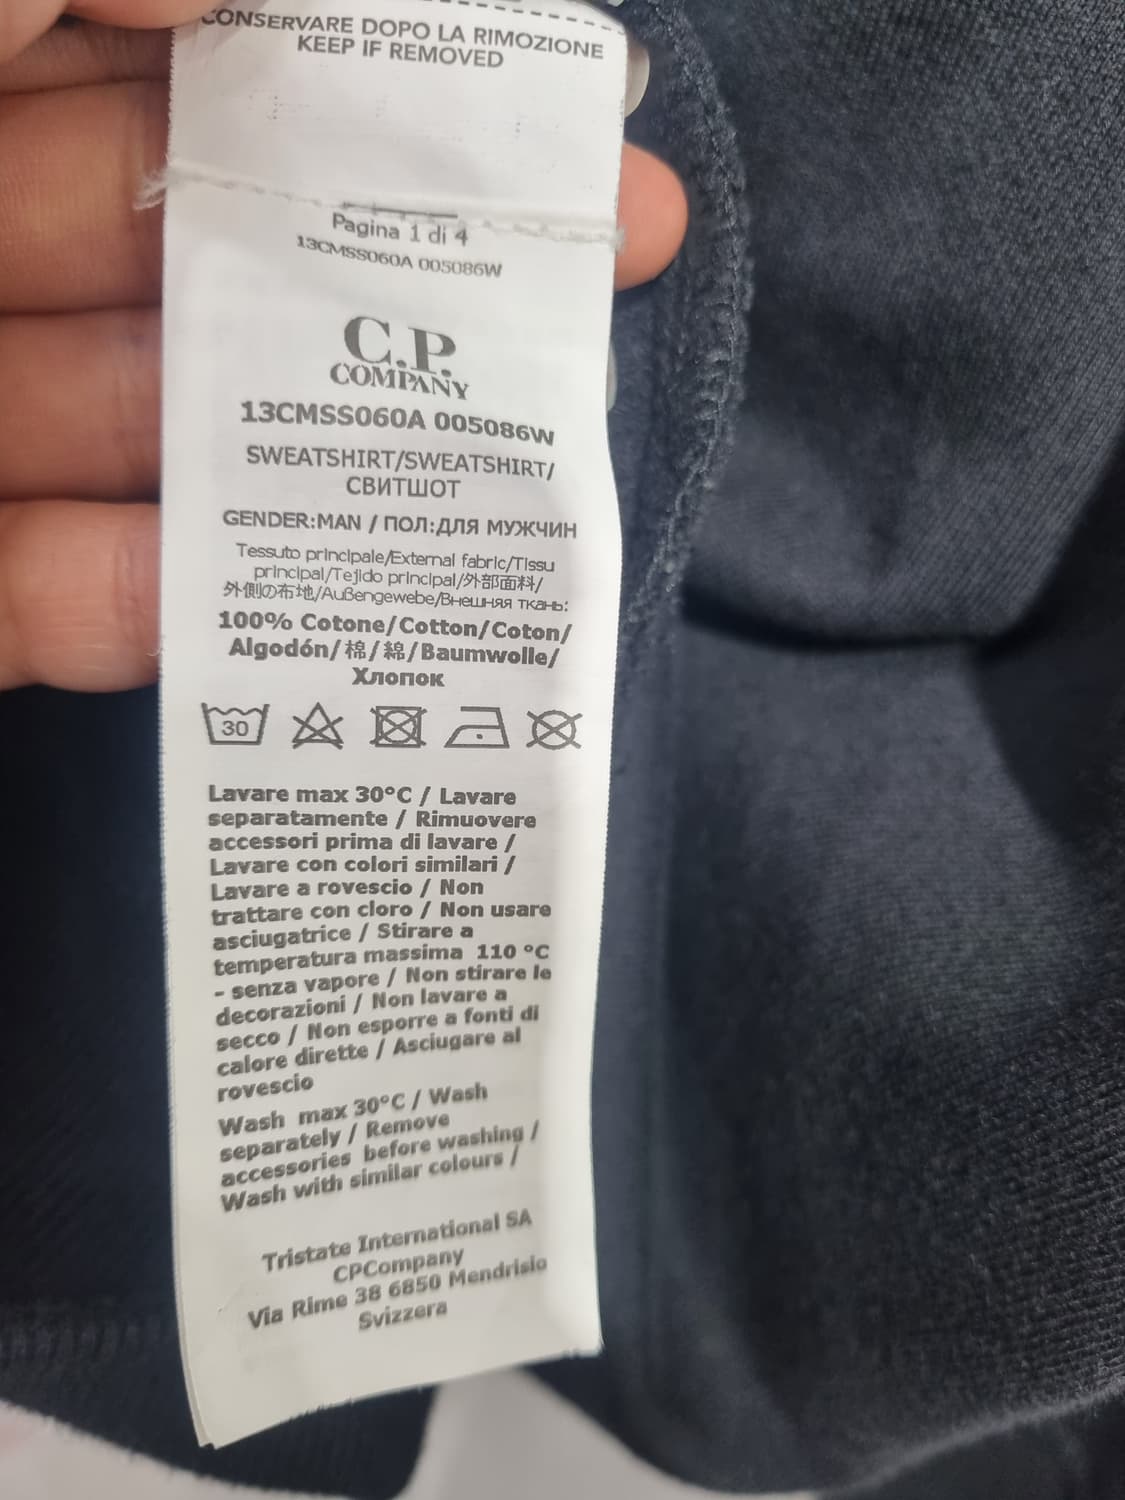 CONSERVARE DOPO LA RIMOZIONE
KEEP IF REMOVED
Pagina 1 di 4
13CMSS060A 005086W
C.P.
COMPANY
13CMSS060A 005086W
SWEATSHIRT/SWEATSHIRT/
СВИТШОТ
GENDER:MAN / ПОЛ:ДЛЯ МУЖЧИН
Tessuto principale/External fabric/Tissu
principal/Tejido principal/外部面料/
外側の布地/Außengewebe/Внешняя ткань:
100% Cotone/Cotton/Coton/
Algodón/棉/綿/Baumwolle/
Хлопок
30
Lavare max 30°C / Lavare
separatamente / Rimuovere
accessori prima di lavare /
Lavare con colori similari /
Lavare a rovescio / Non
trattare con cloro / Non usare
asciugatrice / Stirare a
temperatura massima 110 °C
- senza vapore / Non stirare le
decorazioni / Non lavare a
secco / Non esporre a fonti di
calore dirette / Asciugare al
rovescio
Wash max 30°C / Wash
separately / Remove
accessories before washing /
Wash with similar colours /
Tristate International SA
CPCompany
Via Rime 38 6850 Mendrisio
Svizzera